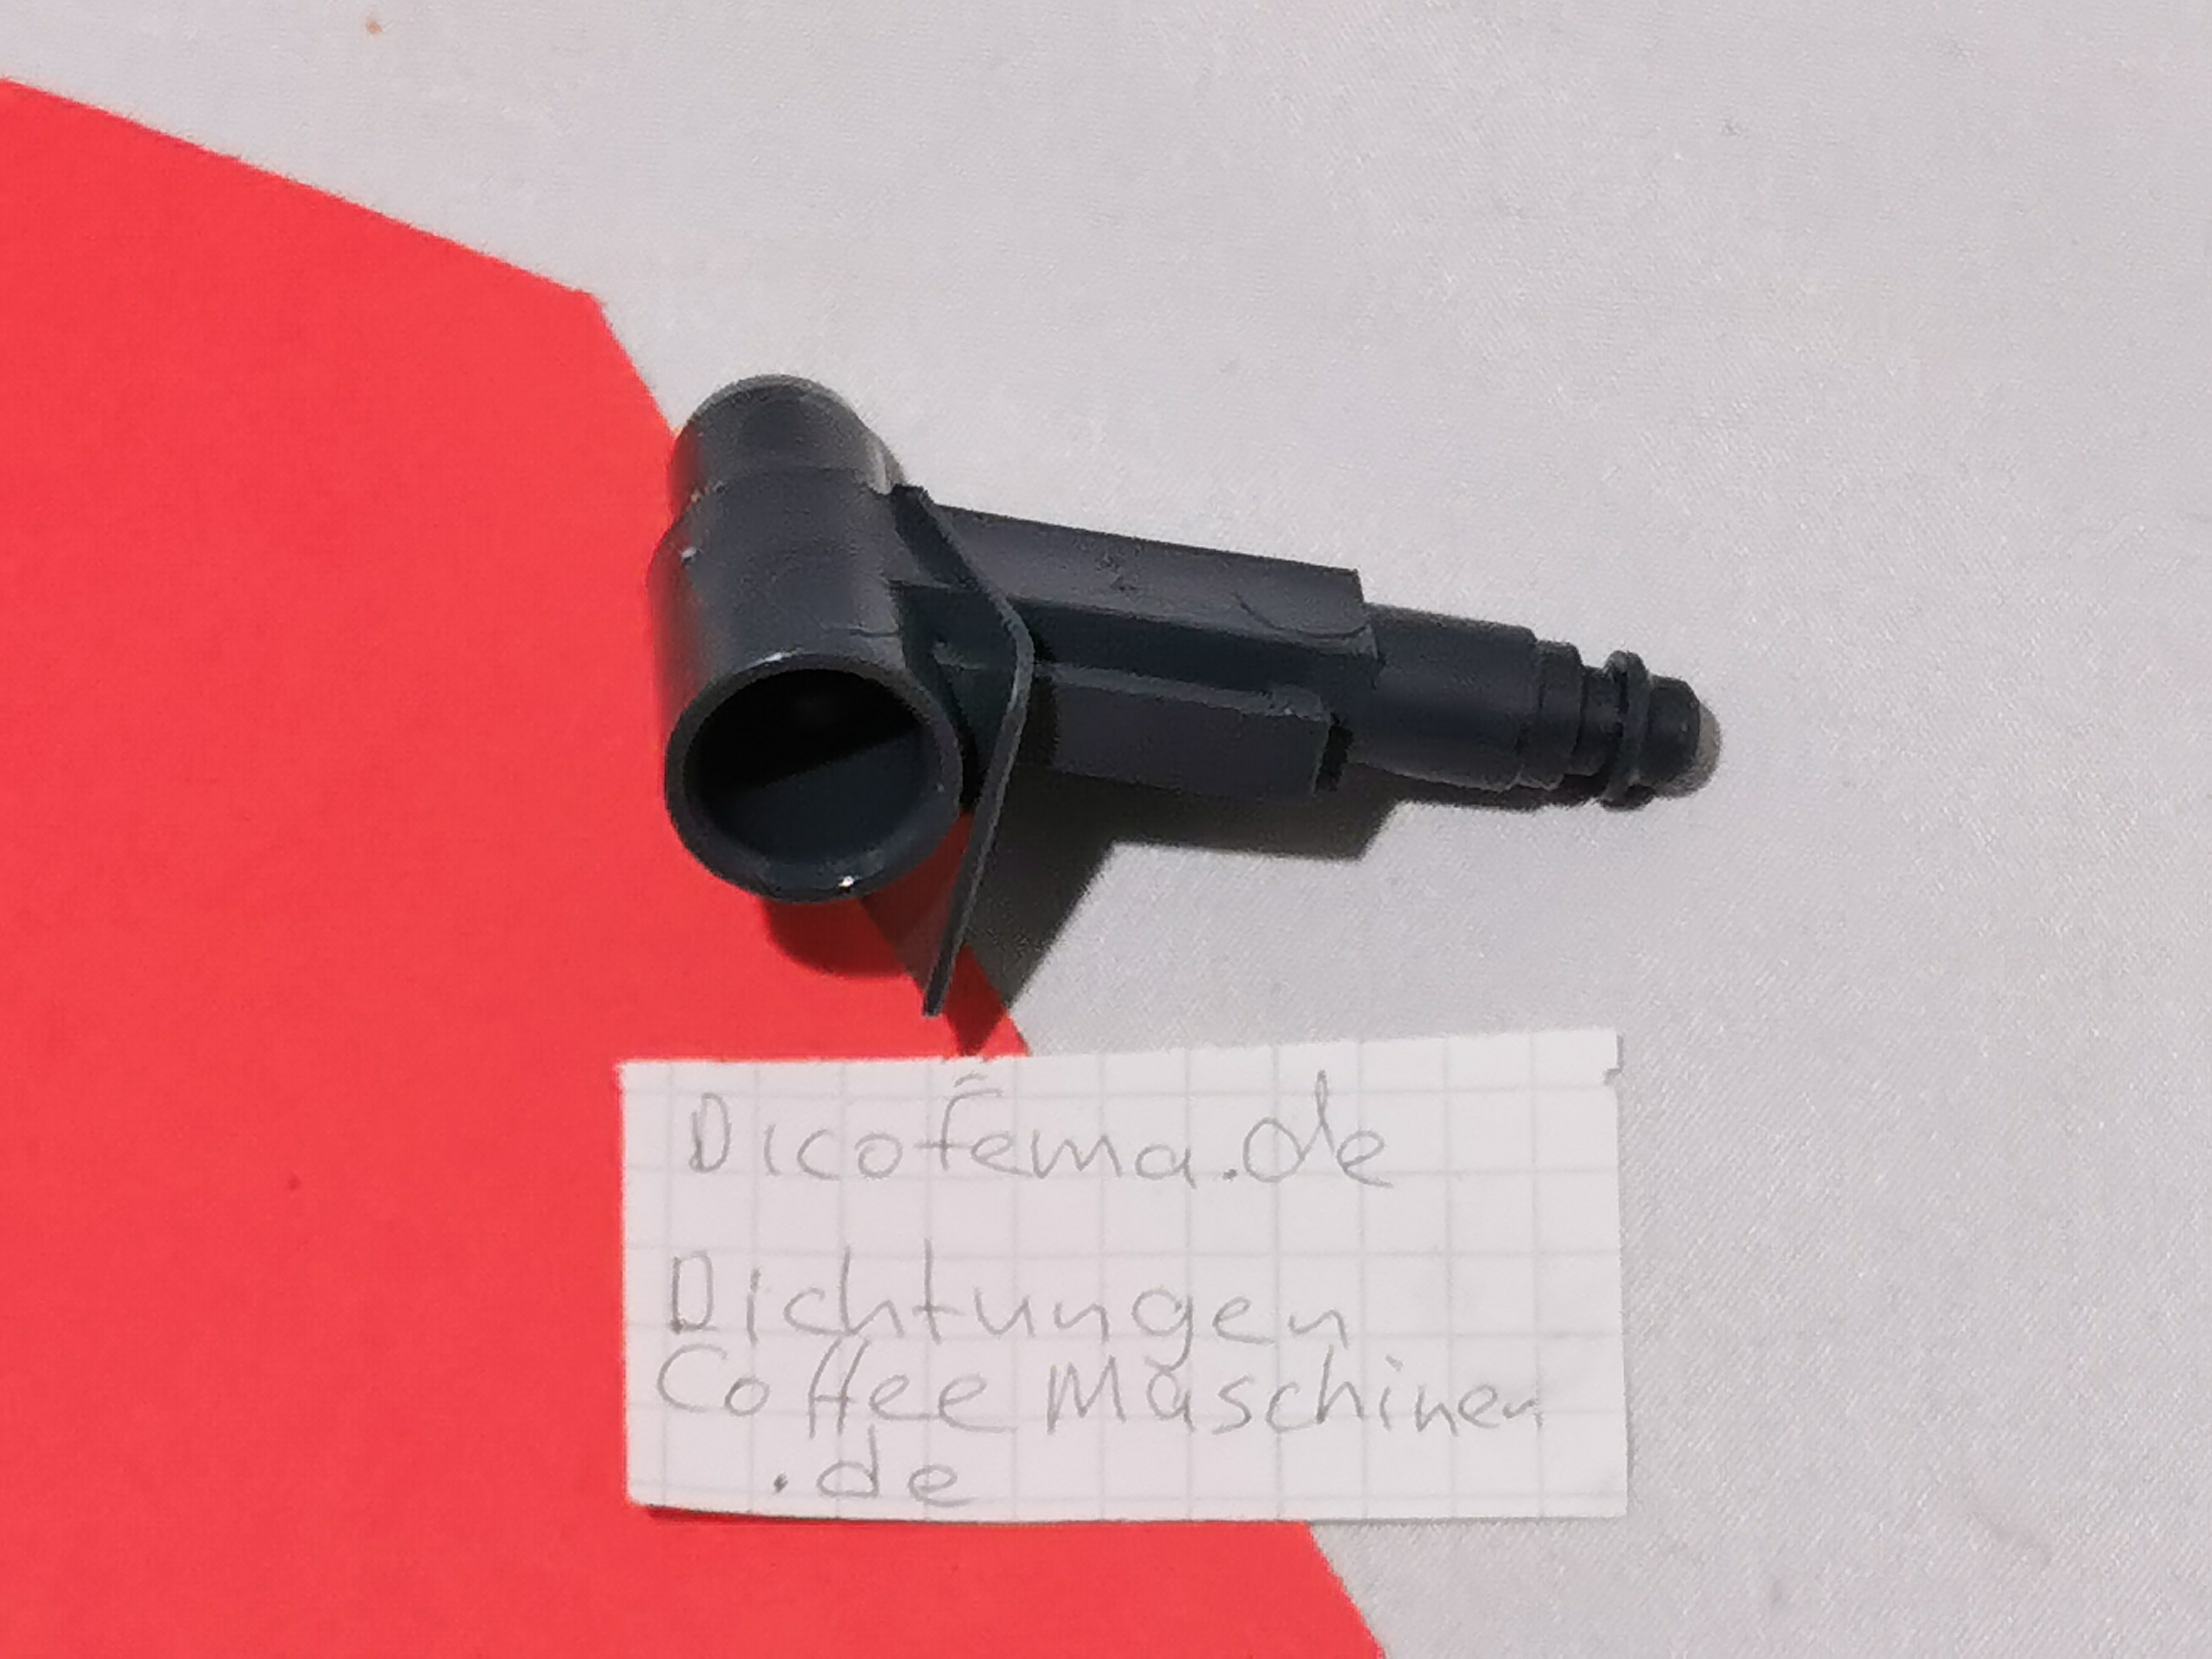 Dicofema.de
Dichtungen
Coffee Maschinen
.de